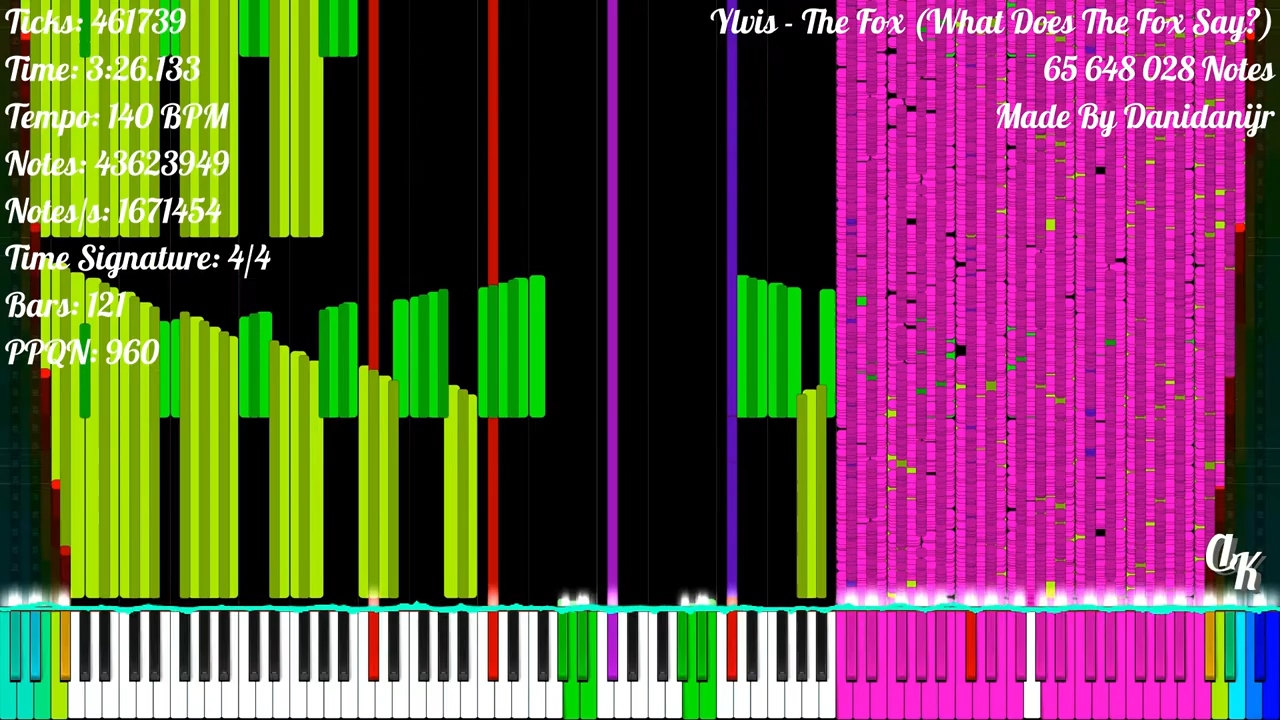 Ticks: 461739
Time: 3:26.133
Tempo: 140 BPM
Notes: 43623949
Notes/s: 1671454
Time Signature: 4/4
Bars: 121
PPQN: 960
Ylvis - The Fox (What Does The Fox Say?)
65 648 028 Notes
Made By Danidanijr
AK